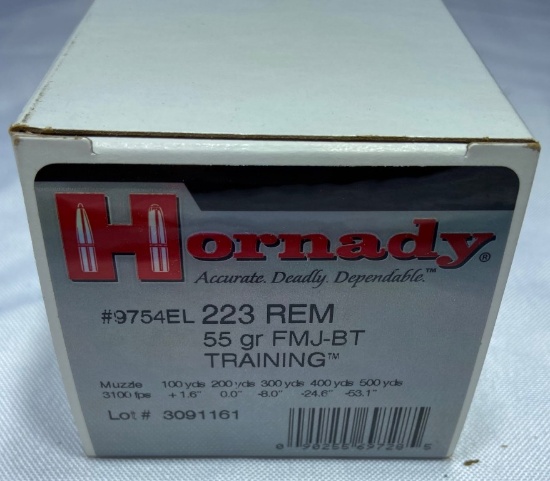 Hornady®
Accurate. Deadly. Dependable.™
#9754EL 223 REM
55 gr FMJ-BT
TRAINING™
Muzzle 100 yds 200 yds 300 yds 400 yds 500 yds
3100 fps +1.6" 0.0" -8.0" -24.6" -53.1"
Lot # 3091161